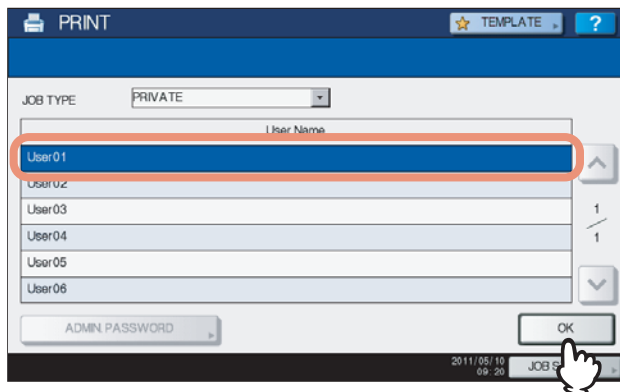 PRINT
TEMPLATE
?
JOB TYPE
PRIVATE
User Name
User01
User02
User03
User04
User05
User06
1
1
ADMIN PASSWORD
OK
2011/05/10
09:20
JOB